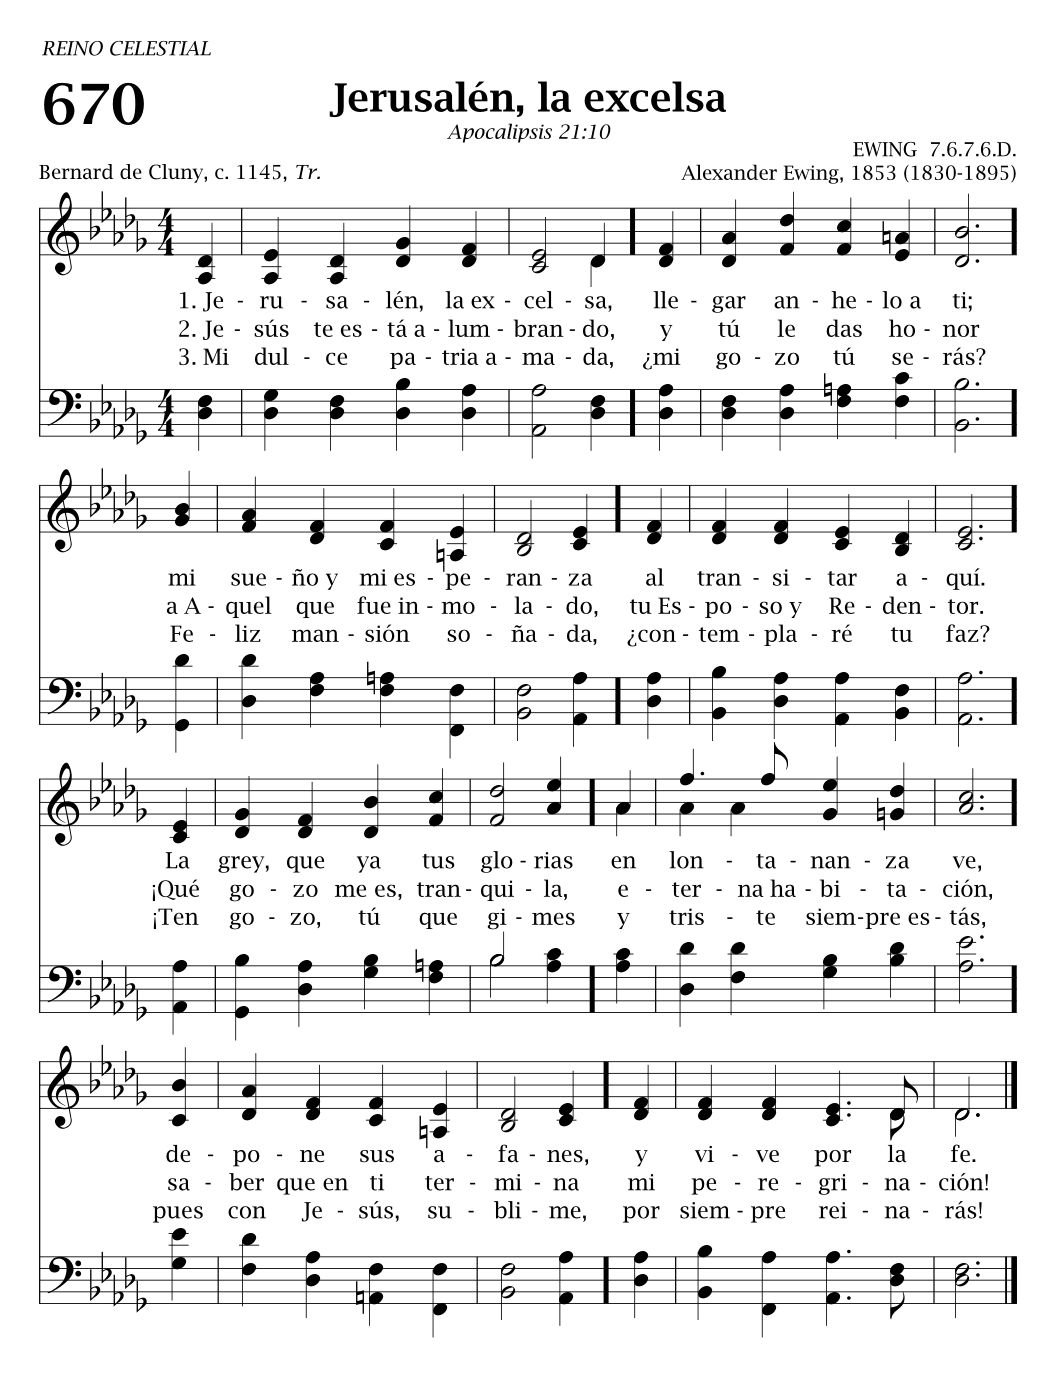 REINO CELESTIAL
670
Jerusalén, la excelsa
Apocalipsis 21:10
EWING 7.6.7.6.D.
Bernard de Cluny, c. 1145, Tr.
Alexander Ewing, 1853 (1830-1895)
1. Je - ru - sa - lén, la ex - cel - sa, lle - gar an - he - lo a ti;
2. Je - sús te es - tá a - lum - bran - do, y tú le das ho - nor
3. Mi dul - ce pa - tria a - ma - da, ¿mi go - zo tú se - rás?
mi sue - ño y mi es - pe - ran - za al tran - si - tar a - quí.
a A - quel que fue in - mo - la - do, tu Es - po - so y Re - den - tor.
Fe - liz man - sión so - ña - da, ¿con - tem - pla - ré tu faz?
La grey, que ya tus glo - rias en lon - ta - nan - za ve,
¡Qué go - zo me es, tran - qui - la, e - ter - na ha - bi - ta - ción,
¡Ten go - zo, tú que gi - mes y tris - te siem - pre es - tás,
de - po - ne sus a - fa - nes, y vi - ve por la fe.
sa - ber que en ti ter - mi - na mi pe - re - gri - na - ción!
pues con Je - sús, su - bli - me, por siem - pre rei - na - rás!